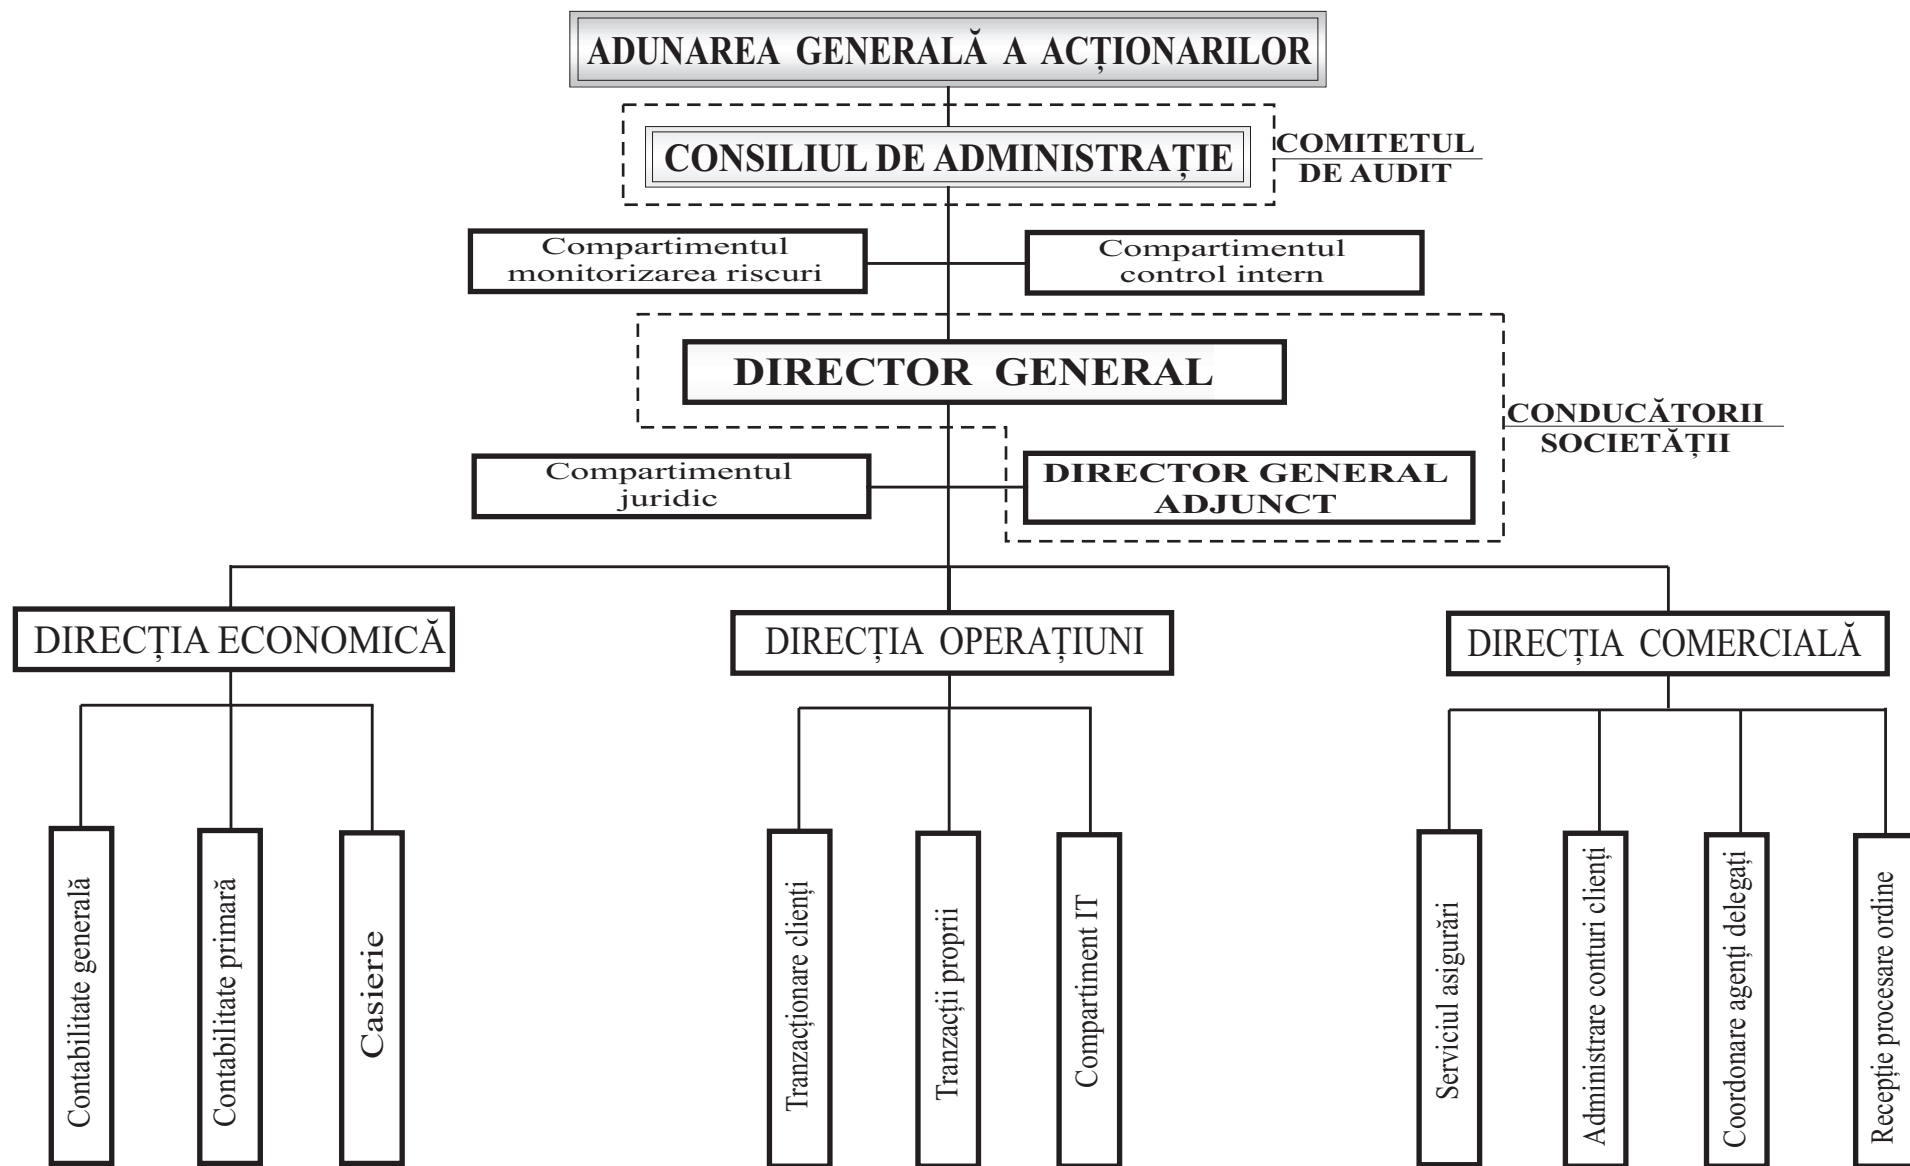 ADUNAREA GENERALĂ A ACȚIONARILOR
CONSILIUL DE ADMINISTRAȚIE
COMITETUL
DE AUDIT
Compartimentul
monitorizarea riscuri
Compartimentul
control intern
DIRECTOR GENERAL
CONDUCĂTORII
SOCIETĂȚII
Compartimentul
juridic
DIRECTOR GENERAL
ADJUNCT
DIRECȚIA ECONOMICĂ
DIRECȚIA OPERAȚIUNI
DIRECȚIA COMERCIALĂ
Contabilitate generală
Contabilitate primară
Casierie
Tranzacționare clienți
Tranzacții proprii
Compartiment IT
Serviciul asigurări
Administrare conturi clienți
Coordonare agenți delegați
Recepție procesare ordine